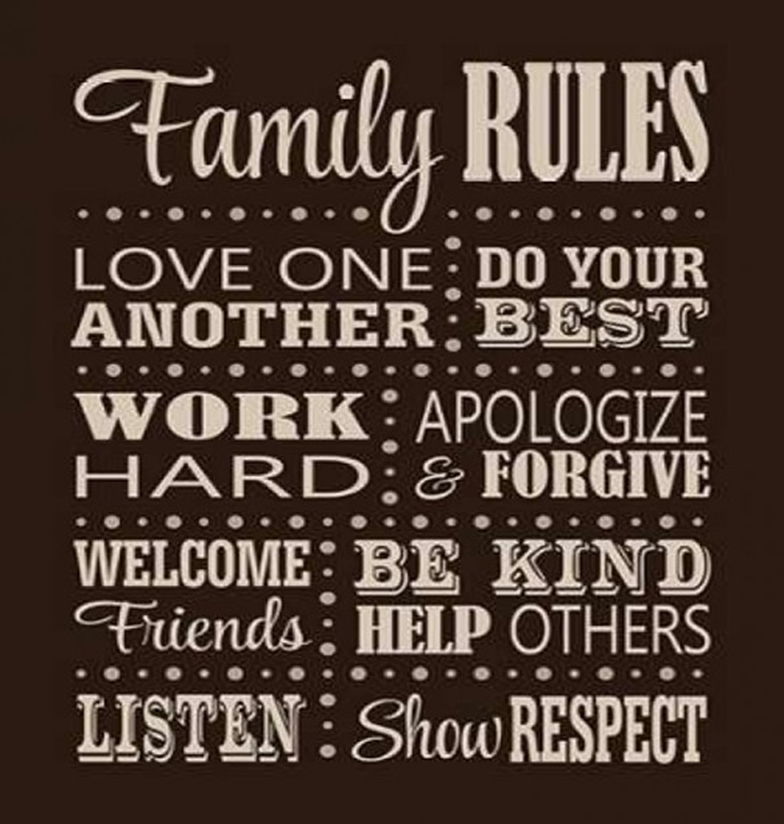 Family RULES
LOVE ONE
ANOTHER
DO YOUR
BEST
WORK
HARD
APOLOGIZE
& FORGIVE
WELCOME
Friends
BE KIND
HELP OTHERS
LISTEN
Show RESPECT